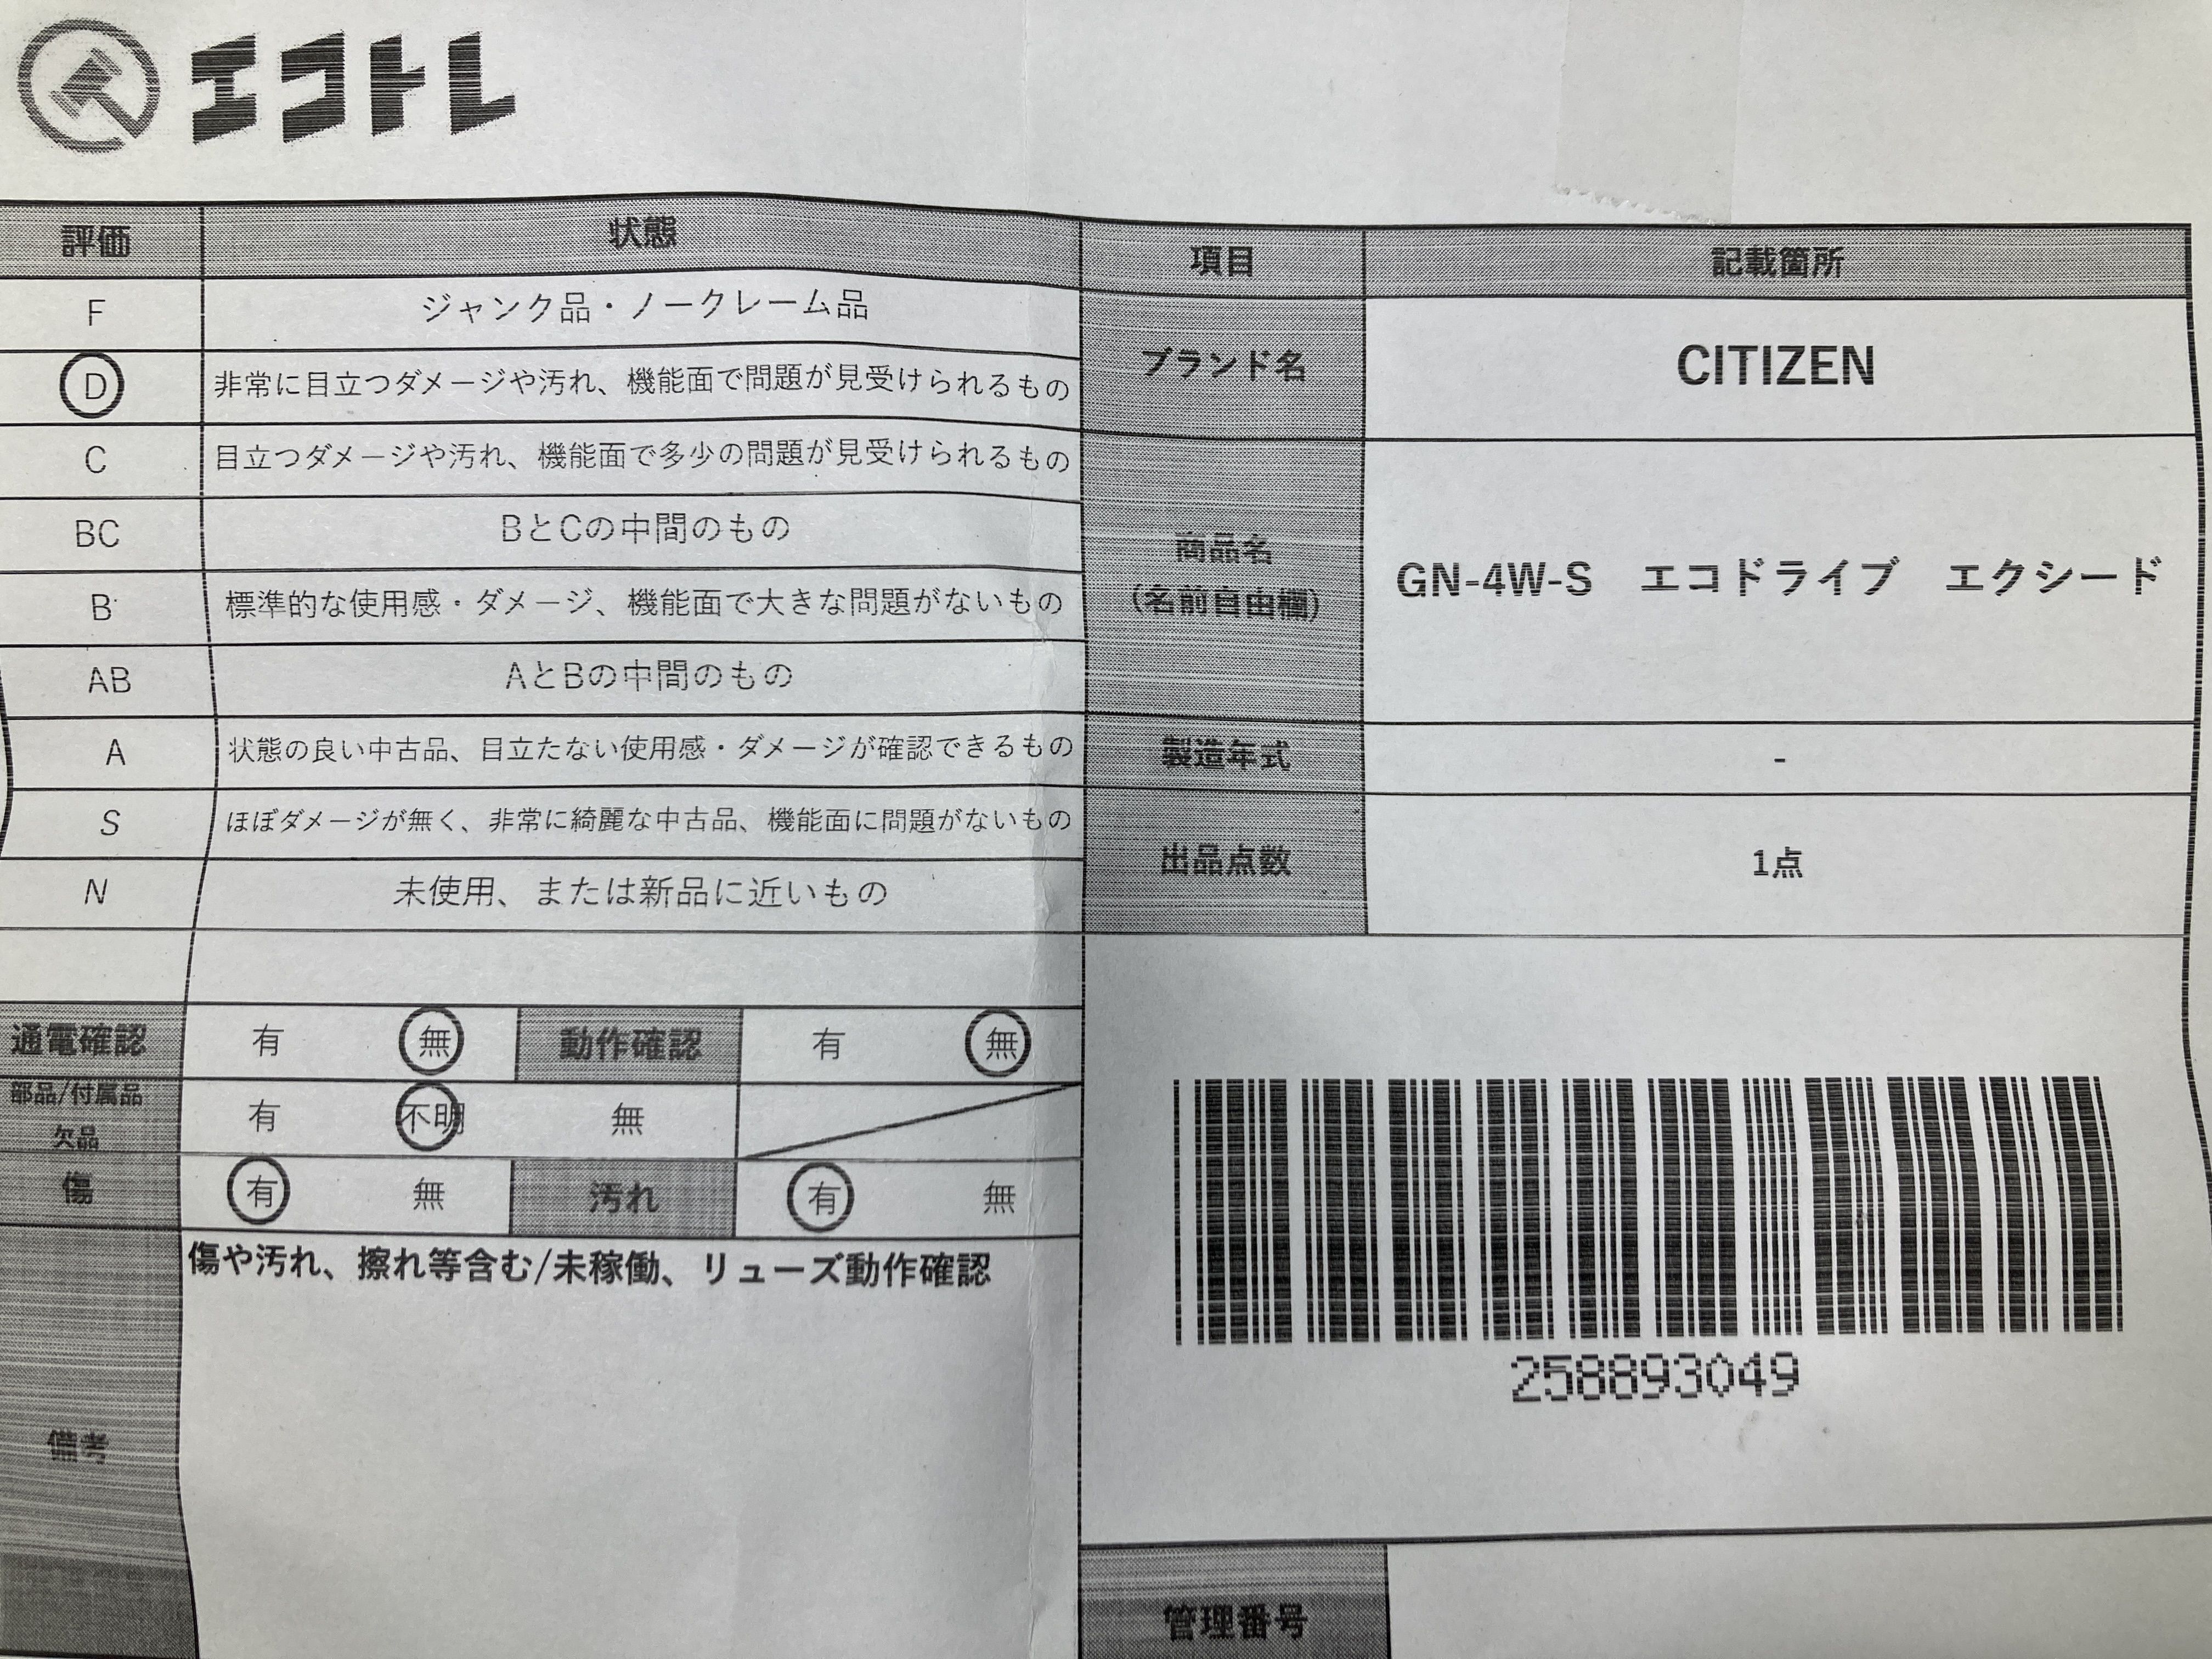 エコトレ
評価 状態
F ジャンク品・ノークレーム品
D 非常に目立つダメージや汚れ、機能面で問題が見受けられるもの
C 目立つダメージや汚れ、機能面で多少の問題が見受けられるもの
BC BとCの中間のもの
B 標準的な使用感・ダメージ、機能面で大きな問題がないもの
AB AとBの中間のもの
A 状態の良い中古品、目立たない使用感・ダメージが確認できるもの
S ほぼダメージが無く、非常に綺麗な中古品、機能面に問題がないもの
N 未使用、または新品に近いもの
通電確認 有 無 動作確認 有 無
部品/付属品
欠品 有 不明 無
傷 有 無 汚れ 有 無
備考
傷や汚れ、擦れ等含む/未稼働、リューズ動作確認
項目 記載箇所
ブランド名 CITIZEN
商品名
(名前自由欄)
GN-4W-S エコドライブ エクシード
製造年式 -
出品点数 1点
258893049
管理番号